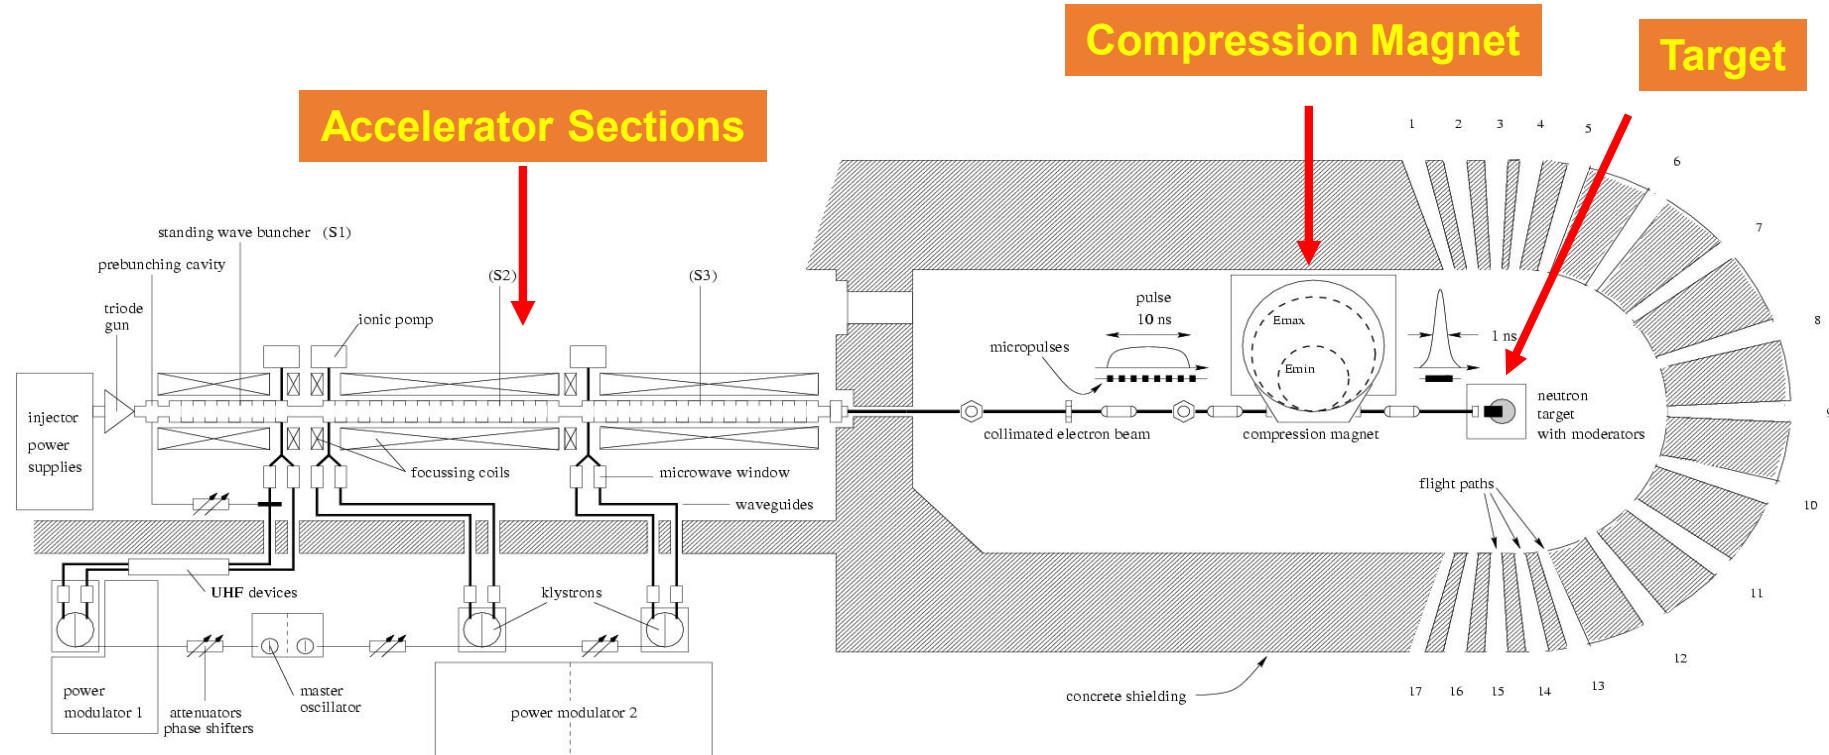 Compression Magnet
Target
Accelerator Sections
1
2
3
4
5
6
7
8
9
10
11
12
13
14
15
16
17
standing wave buncher (S1)
prebunching cavity
(S2)
(S3)
triode
gun
ionic pomp
pulse
10 ns
micropulses
Emax
Emin
1 ns
injector
power
supplies
collimated electron beam
compression magnet
neutron
target
with moderators
focussing coils
microwave window
waveguides
flight paths
UHF devices
klystrons
power
modulator 1
attenuators
phase shifters
master
oscillator
power modulator 2
concrete shielding